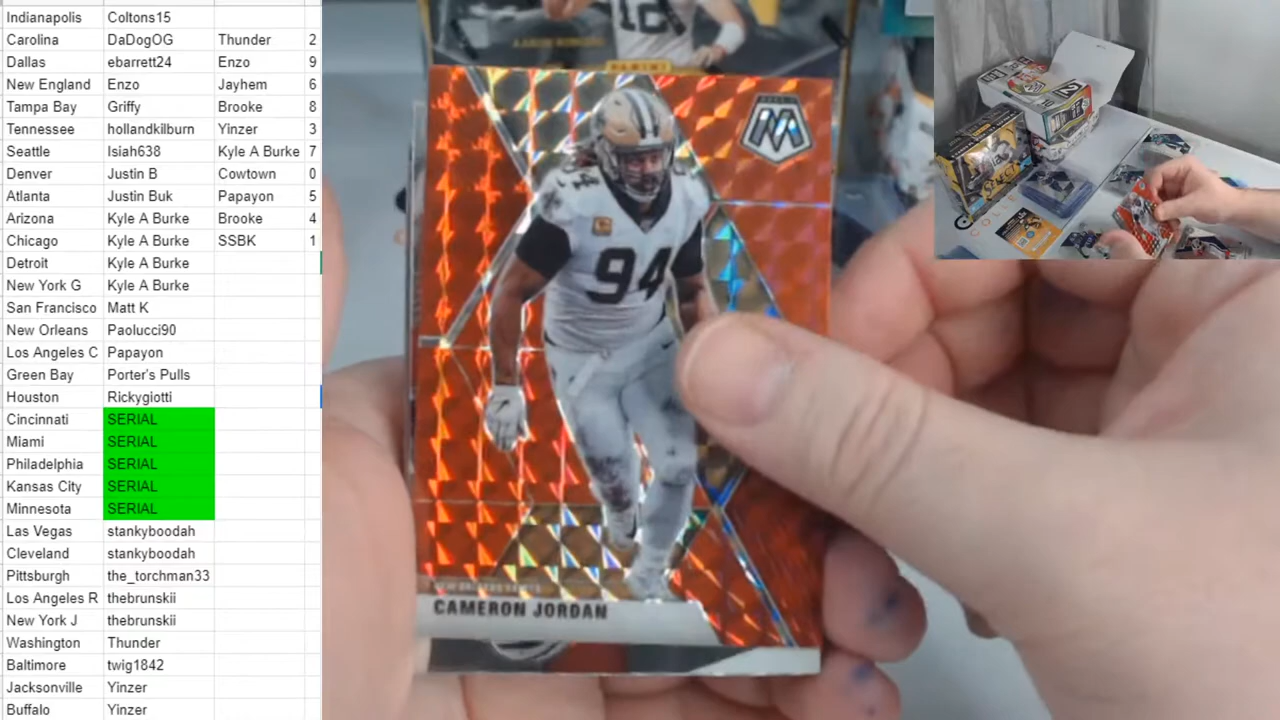 Indianapolis Coltons15
Carolina DaDogOG Thunder 2
Dallas ebarrett24 Enzo 9
New England Enzo Jayhem 6
Tampa Bay Griffy Brooke 8
Tennessee hollandkilburn Yinzer 3
Seattle Isiah638 Kyle A Burke 7
Denver Justin B Cowtown 0
Atlanta Justin Buk Papayon 5
Arizona Kyle A Burke Brooke 4
Chicago Kyle A Burke SSBK 1
Detroit Kyle A Burke
New York G Kyle A Burke
San Francisco Matt K
New Orleans Paolucci90
Los Angeles C Papayon
Green Bay Porter's Pulls
Houston Rickygiotti
Cincinnati SERIAL
Miami SERIAL
Philadelphia SERIAL
Kansas City SERIAL
Minnesota SERIAL
Las Vegas stankyboodah
Cleveland stankyboodah
Pittsburgh the_torchman33
Los Angeles R thebrunskii
New York J thebrunskii
Washington Thunder
Baltimore twig1842
Jacksonville Yinzer
Buffalo Yinzer
12
AARON RODGERS
PANINI
M
94
94
CAMERON JORDAN